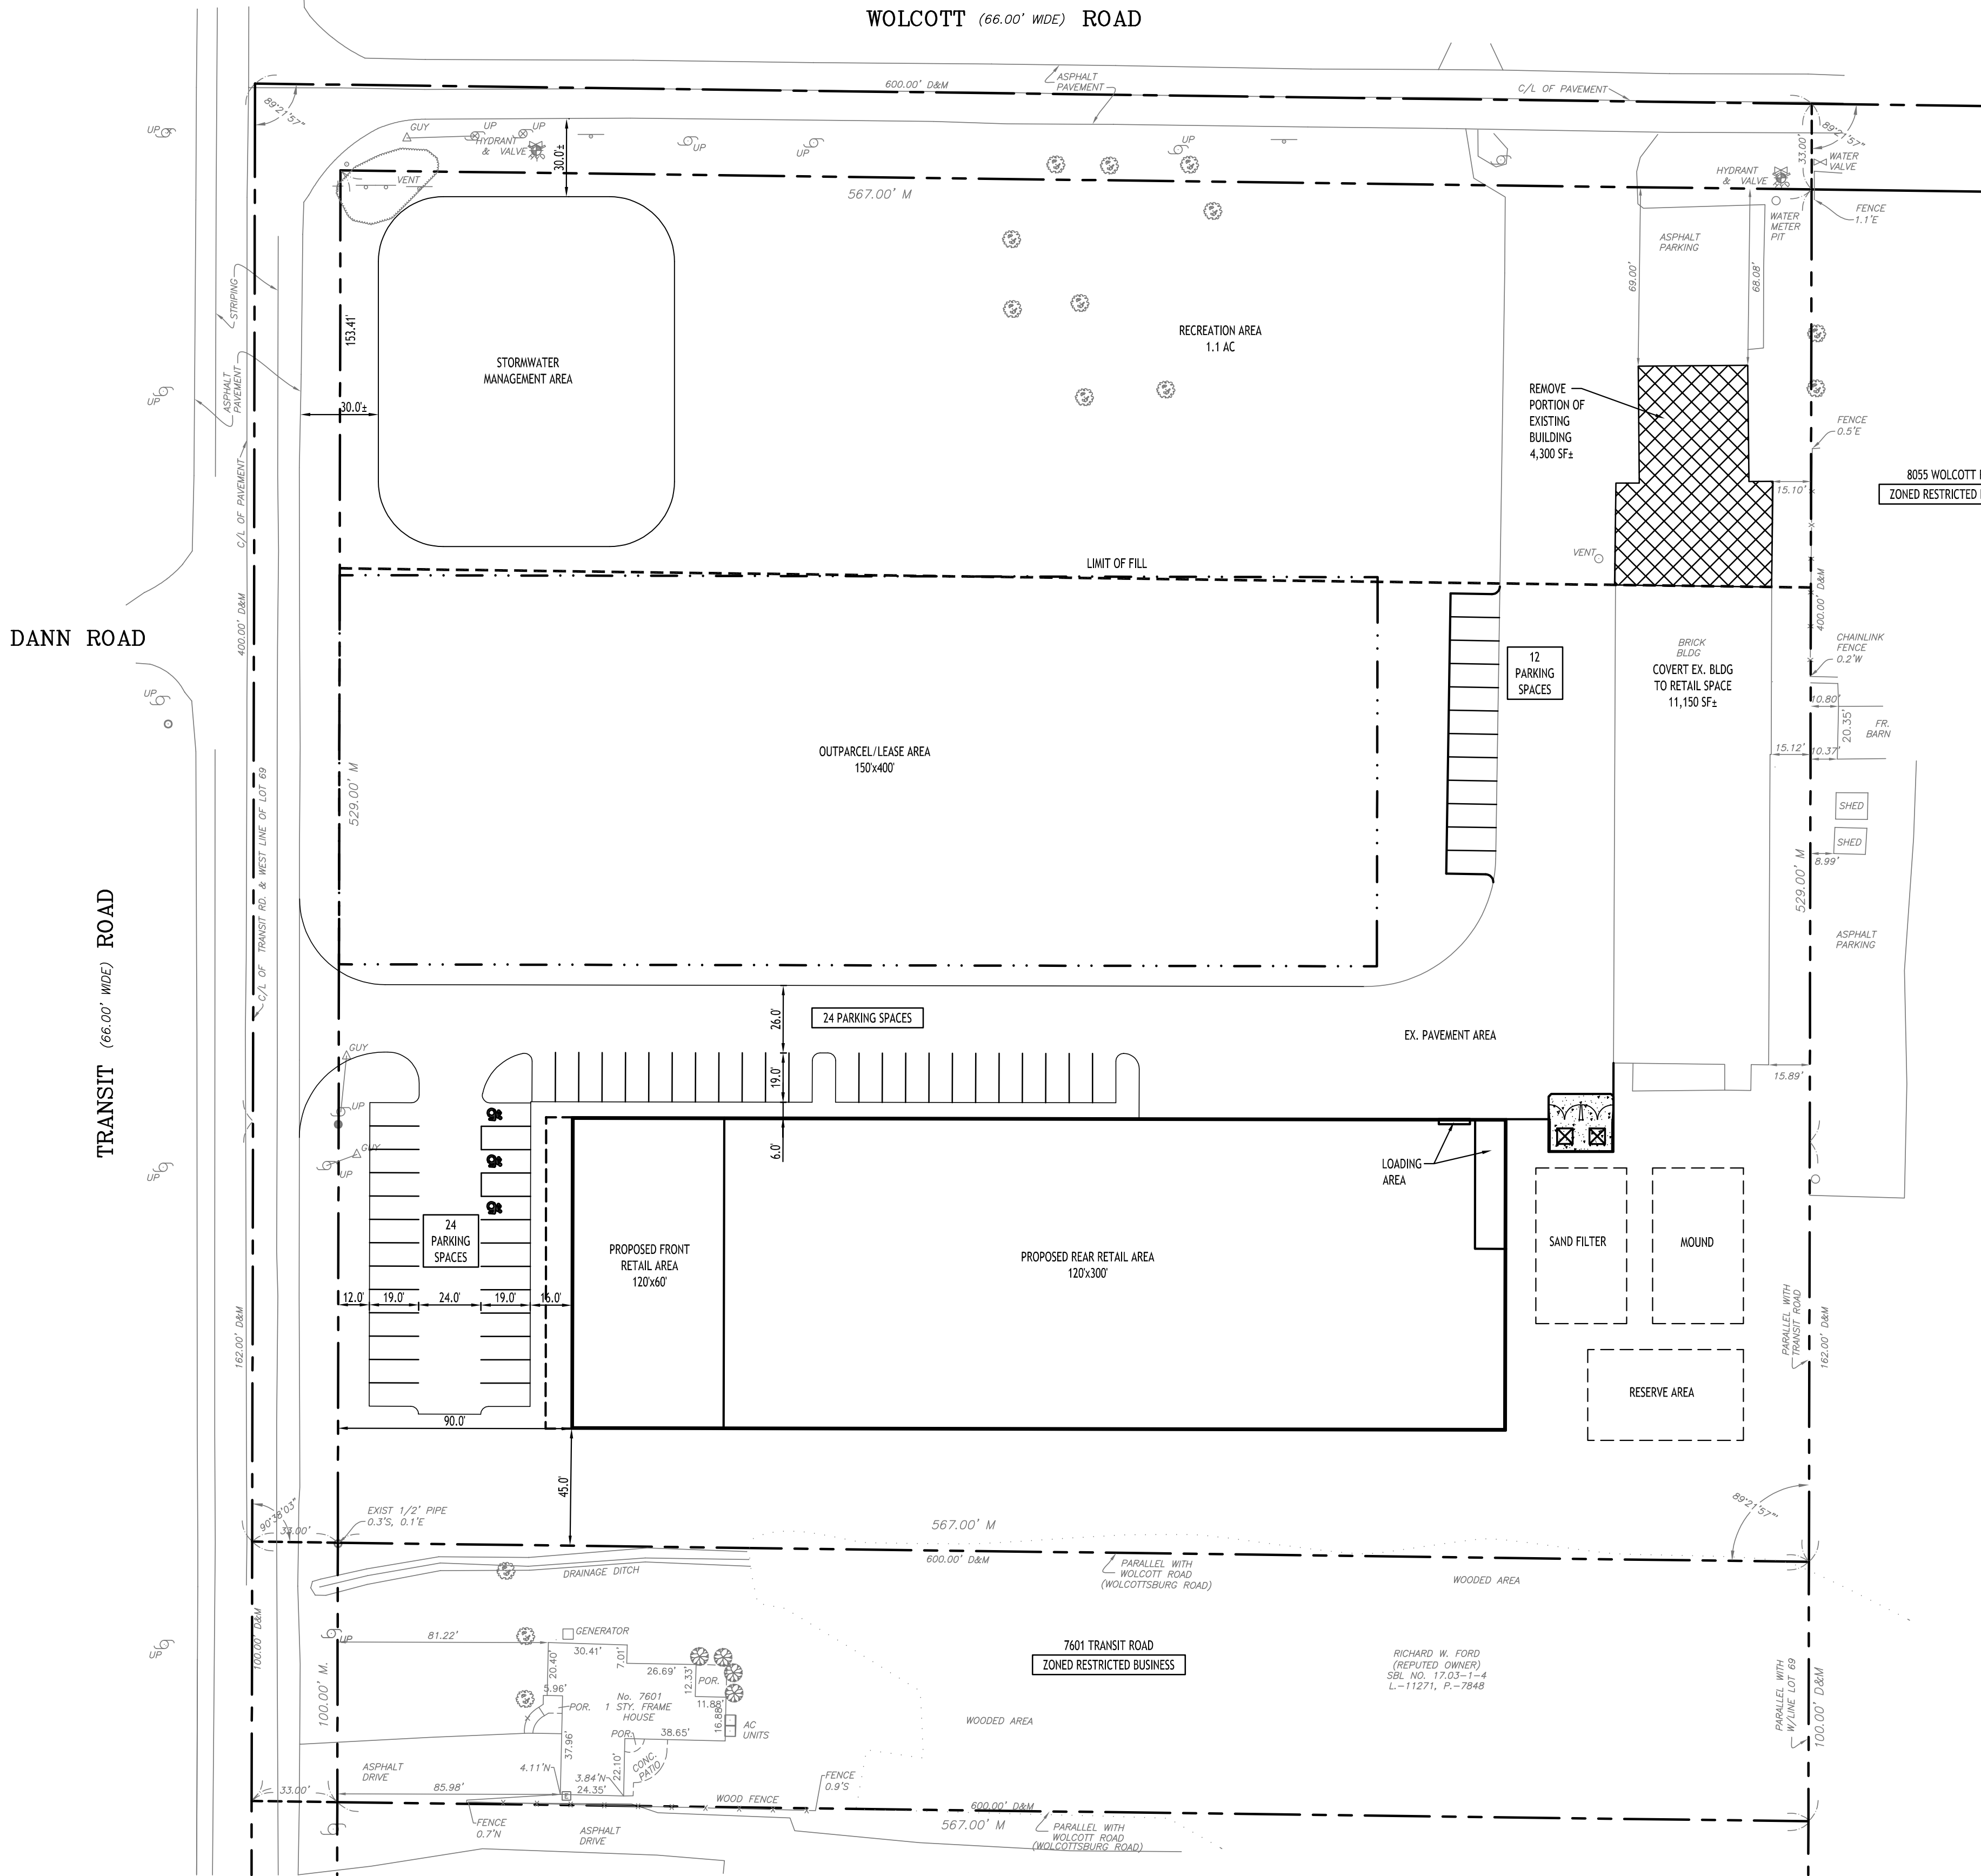 WOLCOTT (66.00' WIDE) ROAD
600.00' D&M
ASPHALT
PAVEMENT
C/L OF PAVEMENT
89°21'57"
89°21'57"
33.00'
UP
GUY
UP
UP
HYDRANT
& VALVE
30.0'±
UP
UP
UP
VENT
HYDRANT
& VALVE
WATER
VALVE
567.00' M
WATER
METER
PIT
FENCE
1.1'E
ASPHALT
PARKING
69.00'
68.08'
STRIPING
153.41'
STORMWATER
MANAGEMENT AREA
RECREATION AREA
1.1 AC
ASPHALT
PAVEMENT
UP
30.0'±
REMOVE
PORTION OF
EXISTING
BUILDING
4,300 SF±
FENCE
0.5'E
C/L OF PAVEMENT
8055 WOLCOTT
ZONED RESTRICTED
15.10'
VENT
LIMIT OF FILL
400.00' D&M
400.00' D&M
DANN ROAD
BRICK
BLDG
COVERT EX. BLDG
TO RETAIL SPACE
11,150 SF±
CHAINLINK
FENCE
0.2'W
12
PARKING
SPACES
UP
10.80'
20.35'
FR.
BARN
OUTPARCEL/LEASE AREA
150'x400'
15.12'
10.37'
529.00' M
C/L OF TRANSIT RD. & WEST LINE OF LOT 69
SHED
SHED
8.99'
529.00' M
TRANSIT (66.00' WIDE) ROAD
ASPHALT
PARKING
26.0'
24 PARKING SPACES
EX. PAVEMENT AREA
GUY
19.0'
15.89'
UP
6.0'
GUY
UP
UP
LOADING
AREA
24
PARKING
SPACES
PROPOSED FRONT
RETAIL AREA
120'x60'
PROPOSED REAR RETAIL AREA
120'x300'
SAND FILTER
MOUND
12.0'
19.0'
24.0'
19.0'
16.0'
162.00' D&M
PARALLEL WITH
TRANSIT ROAD
162.00' D&M
RESERVE AREA
90.0'
45.0'
90°38'03"
33.00'
EXIST 1/2" PIPE
0.3'S, 0.1'E
89°21'57"
567.00' M
600.00' D&M
PARALLEL WITH
WOLCOTT ROAD
(WOLCOTTSBURG ROAD)
WOODED AREA
DRAINAGE DITCH
100.00' D&M
UP
UP
81.22'
GENERATOR
30.41'
7.01'
20.40'
26.69'
12.33'
POR.
5.96'
POR.
No. 7601
1 STY. FRAME
HOUSE
11.88'
16.88'
AC
UNITS
POR.
38.65'
37.96'
22.10'
CONC.
PATIO
7601 TRANSIT ROAD
ZONED RESTRICTED BUSINESS
RICHARD W. FORD
(REPUTED OWNER)
SBL NO. 17.03-1-4
L.-11271, P.-7848
WOODED AREA
100.00' M.
PARALLEL WITH
W/LINE LOT 69
100.00' D&M
ASPHALT
DRIVE
4.11'N
3.84'N
24.35'
85.98'
33.00'
E
FENCE
0.9'S
WOOD FENCE
600.00' D&M
567.00' M
FENCE
0.7'N
ASPHALT
DRIVE
PARALLEL WITH
WOLCOTT ROAD
(WOLCOTTSBURG ROAD)